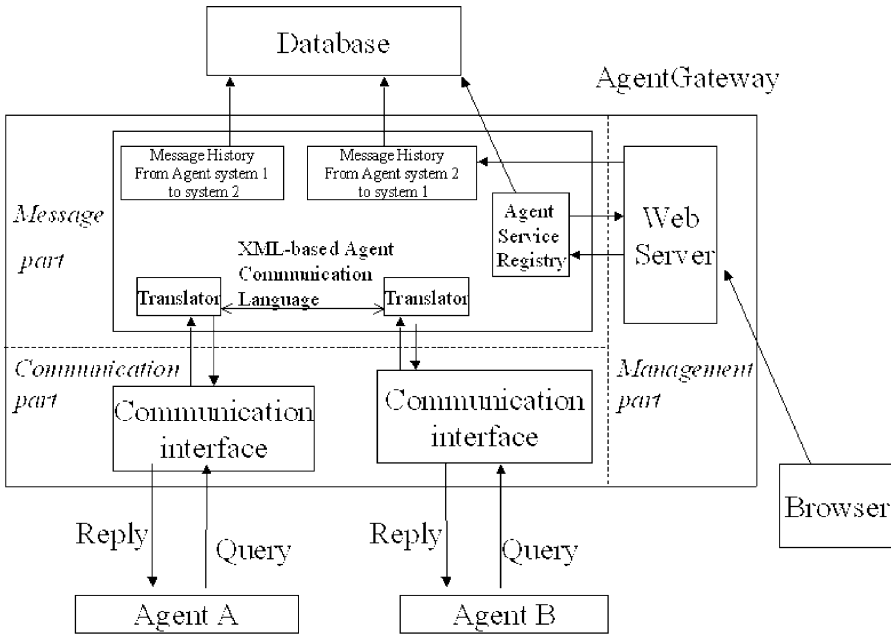 Database
AgentGateway
Message History
From Agent system 1
to system 2
Message History
From Agent system 2
to system 1
Message
part
Agent
Service
Registry
Web
Server
XML-based Agent
Communication
Language
Translator
Translator
Communication
part
Management
part
Communication
interface
Communication
interface
Browser
Reply
Query
Reply
Query
Agent A
Agent B